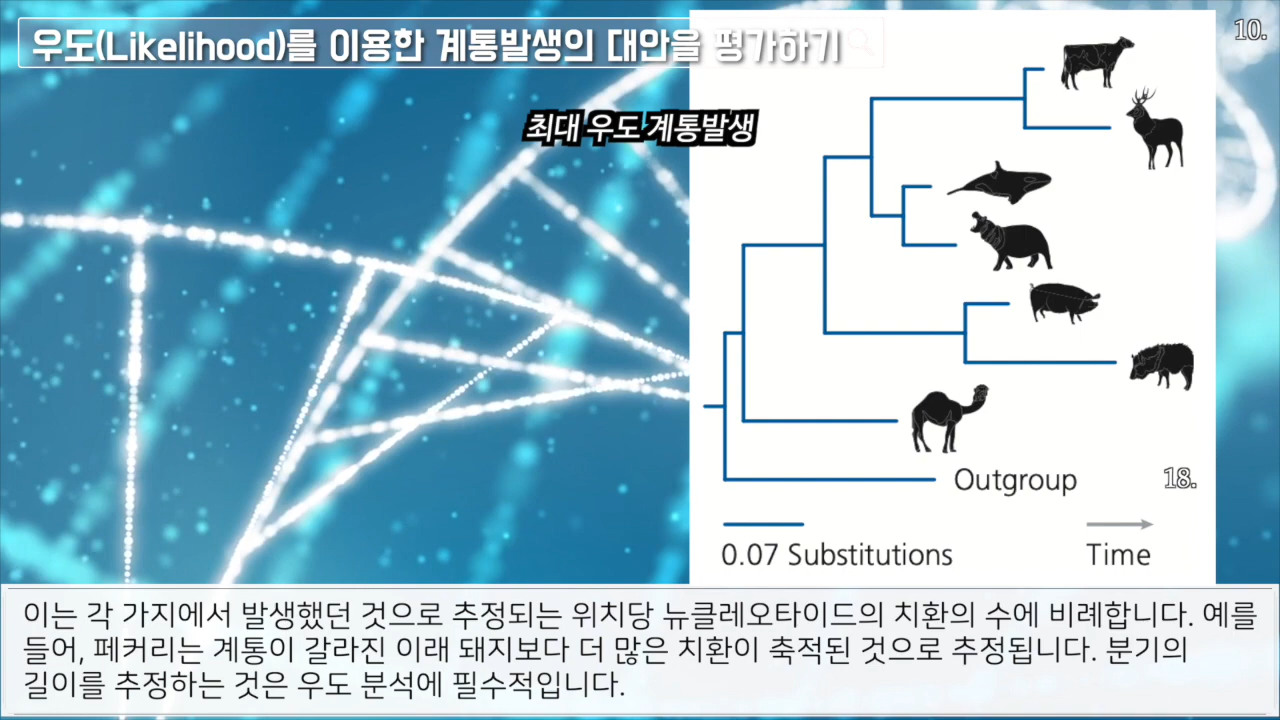 우도(Likelihood)를 이용한 계통발생의 대안을 평가하기
10.
최대 우도 계통발생
Outgroup
18.
0.07 Substitutions
Time
이는 각 가지에서 발생했던 것으로 추정되는 위치당 뉴클레오타이드의 치환의 수에 비례합니다. 예를
들어, 페커리는 계통이 갈라진 이래 돼지보다 더 많은 치환이 축적된 것으로 추정됩니다. 분기의
길이를 추정하는 것은 우도 분석에 필수적입니다.